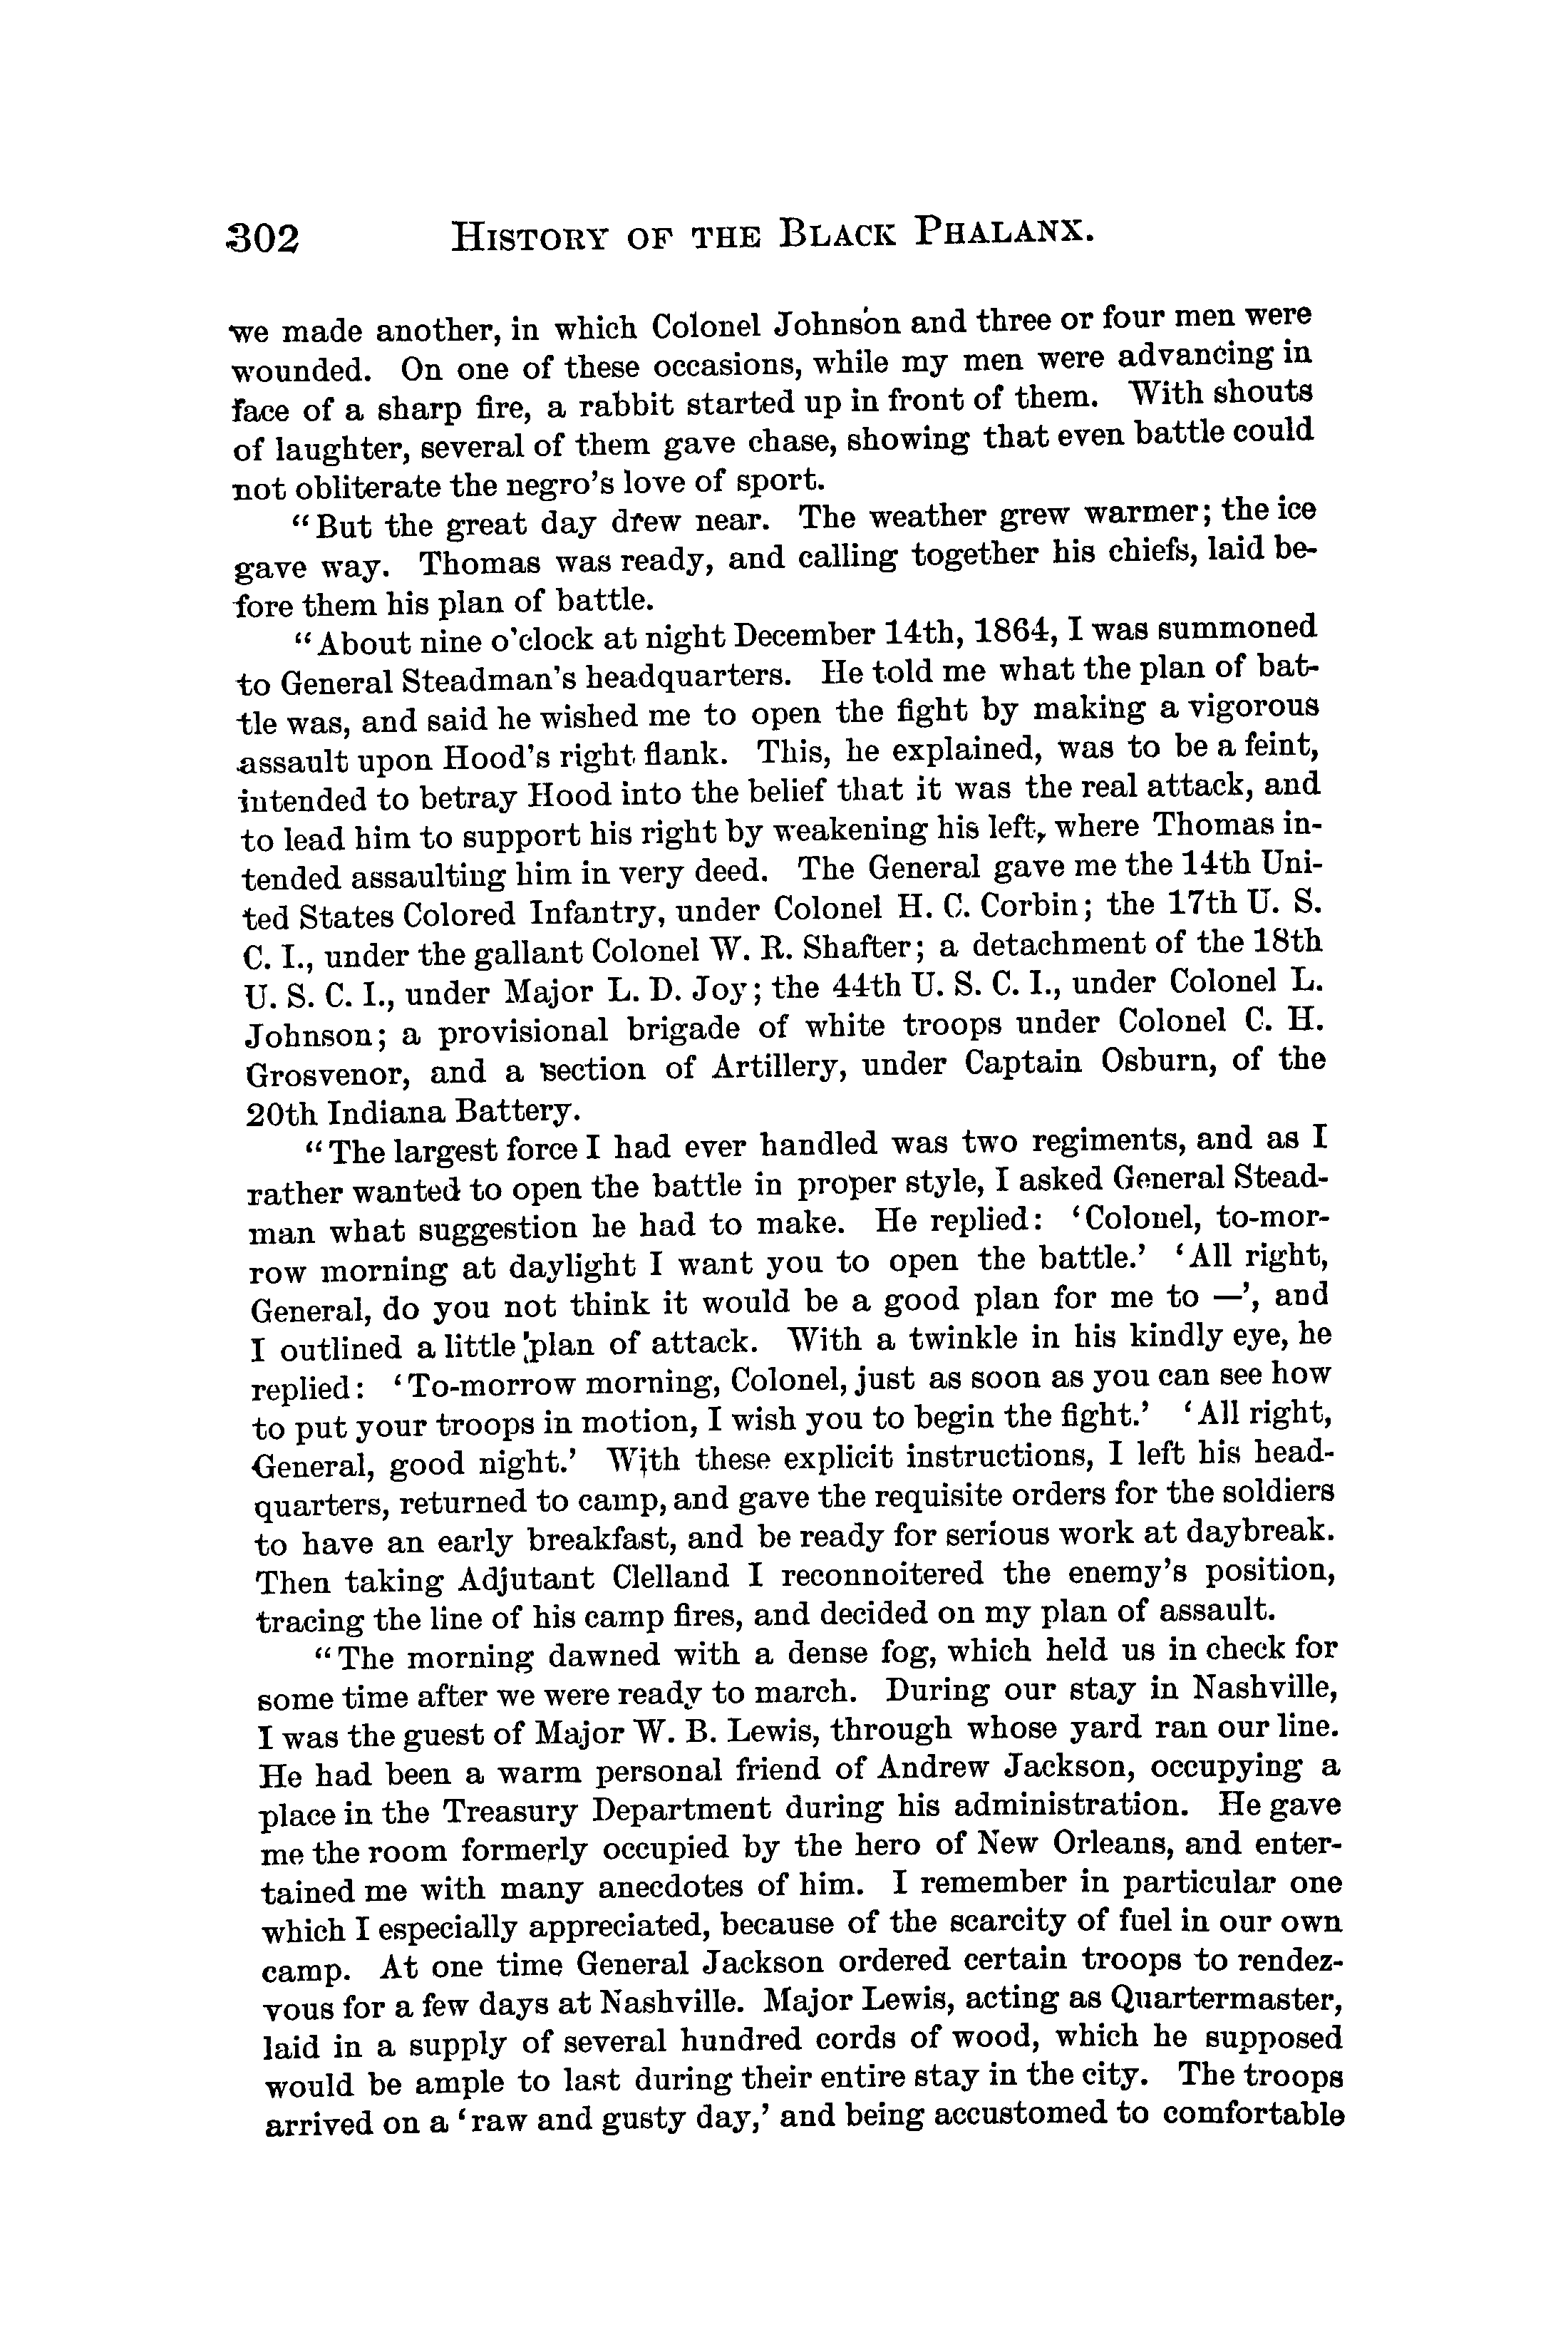 302 HISTORY OF THE BLACK PHALANX.
we made another, in which Colonel Johnson and three or four men were
wounded. On one of these occasions, while my men were advancing in
face of a sharp fire, a rabbit started up in front of them. With shouts
of laughter, several of them gave chase, showing that even battle could
not obliterate the negro's love of sport.
"But the great day drew near. The weather grew warmer; the ice
gave way. Thomas was ready, and calling together his chiefs, laid be-
fore them his plan of battle.
"About nine o'clock at night December 14th, 1864, I was summoned
to General Steadman's headquarters. He told me what the plan of bat-
tle was, and said he wished me to open the fight by making a vigorous
assault upon Hood's right flank. This, he explained, was to be a feint,
intended to betray Hood into the belief that it was the real attack, and
to lead him to support his right by weakening his left, where Thomas in-
tended assaulting him in very deed. The General gave me the 14th Uni-
ted States Colored Infantry, under Colonel H. C. Corbin; the 17th U. S.
C. I., under the gallant Colonel W. R. Shafter; a detachment of the 18th
U. S. C. I., under Major L. D. Joy; the 44th U. S. C. I., under Colonel L.
Johnson; a provisional brigade of white troops under Colonel C. H.
Grosvenor, and a section of Artillery, under Captain Osburn, of the
20th Indiana Battery.
"The largest force I had ever handled was two regiments, and as I
rather wanted to open the battle in proper style, I asked General Stead-
man what suggestion he had to make. He replied: 'Colonel, to-mor-
row morning at daylight I want you to open the battle.' 'All right,
General, do you not think it would be a good plan for me to —', and
I outlined a little plan of attack. With a twinkle in his kindly eye, he
replied: 'To-morrow morning, Colonel, just as soon as you can see how
to put your troops in motion, I wish you to begin the fight.' 'All right,
General, good night.' With these explicit instructions, I left his head-
quarters, returned to camp, and gave the requisite orders for the soldiers
to have an early breakfast, and be ready for serious work at daybreak.
Then taking Adjutant Clelland I reconnoitered the enemy's position,
tracing the line of his camp fires, and decided on my plan of assault.
"The morning dawned with a dense fog, which held us in check for
some time after we were ready to march. During our stay in Nashville,
I was the guest of Major W. B. Lewis, through whose yard ran our line.
He had been a warm personal friend of Andrew Jackson, occupying a
place in the Treasury Department during his administration. He gave
me the room formerly occupied by the hero of New Orleans, and enter-
tained me with many anecdotes of him. I remember in particular one
which I especially appreciated, because of the scarcity of fuel in our own
camp. At one time General Jackson ordered certain troops to rendez-
vous for a few days at Nashville. Major Lewis, acting as Quartermaster,
laid in a supply of several hundred cords of wood, which he supposed
would be ample to last during their entire stay in the city. The troops
arrived on a 'raw and gusty day,' and being accustomed to comfortable